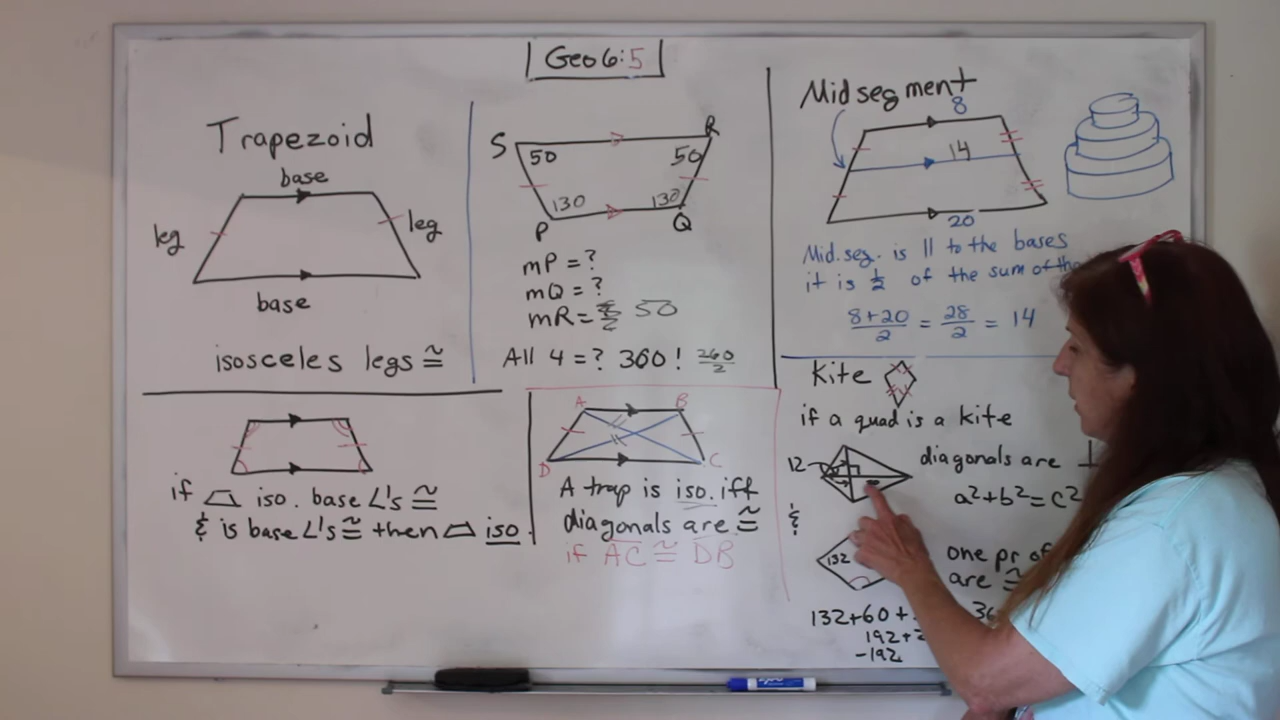 Geo 6:5
Trapezoid
base
leg
leg
base
isosceles legs ≅
S
R
50
50
130
130
P
Q
mP = ?
mQ = ?
mR = 50
All 4 = ? 360! 260/2
Midsegment
8
14
20
Mid. seg. is || to the bases
it is 1/2 of the sum of the
8+20/2 = 28/2 = 14
if iso. base ∠'s ≅
& is base ∠'s ≅ then iso
A
B
D
C
A trap is iso. iff
diagonals are ≅
if AC ≅ DB
Kite
if a quad is a kite
12
diagonals are ⊥
a²+b²=c²
&
132
one pr of
are ≅
132+60+
36
192+
-192